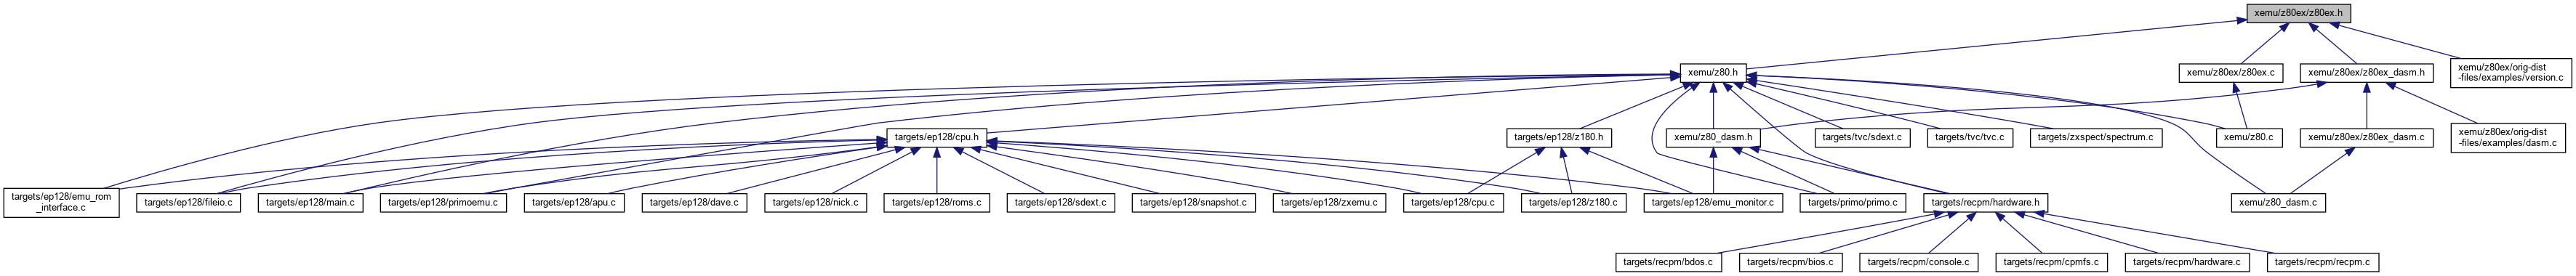 xemu/z80ex/z80ex.h
xemu/z80.h
xemu/z80ex/z80ex.c
xemu/z80ex/z80ex_dasm.h
xemu/z80ex/orig-dist
-files/examples/version.c
targets/ep128/cpu.h
targets/ep128/z180.h
xemu/z80_dasm.h
targets/tvc/sdext.c
targets/tvc/tvc.c
targets/zxspect/spectrum.c
xemu/z80.c
xemu/z80ex/z80ex_dasm.c
xemu/z80ex/orig-dist
-files/examples/dasm.c
targets/ep128/emu_rom
_interface.c
targets/ep128/fileio.c
targets/ep128/main.c
targets/ep128/primoemu.c
targets/ep128/apu.c
targets/ep128/dave.c
targets/ep128/nick.c
targets/ep128/roms.c
targets/ep128/sdext.c
targets/ep128/snapshot.c
targets/ep128/zxemu.c
targets/ep128/cpu.c
targets/ep128/z180.c
targets/ep128/emu_monitor.c
targets/primo/primo.c
targets/recpm/hardware.h
xemu/z80_dasm.c
targets/recpm/bdos.c
targets/recpm/bios.c
targets/recpm/console.c
targets/recpm/cpmfs.c
targets/recpm/hardware.c
targets/recpm/recpm.c